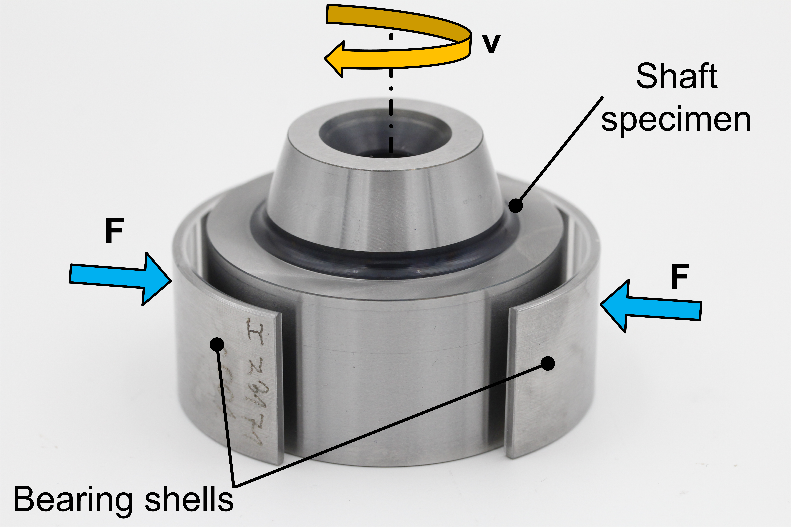 v
Shaft
specimen
F
F
Bearing shells